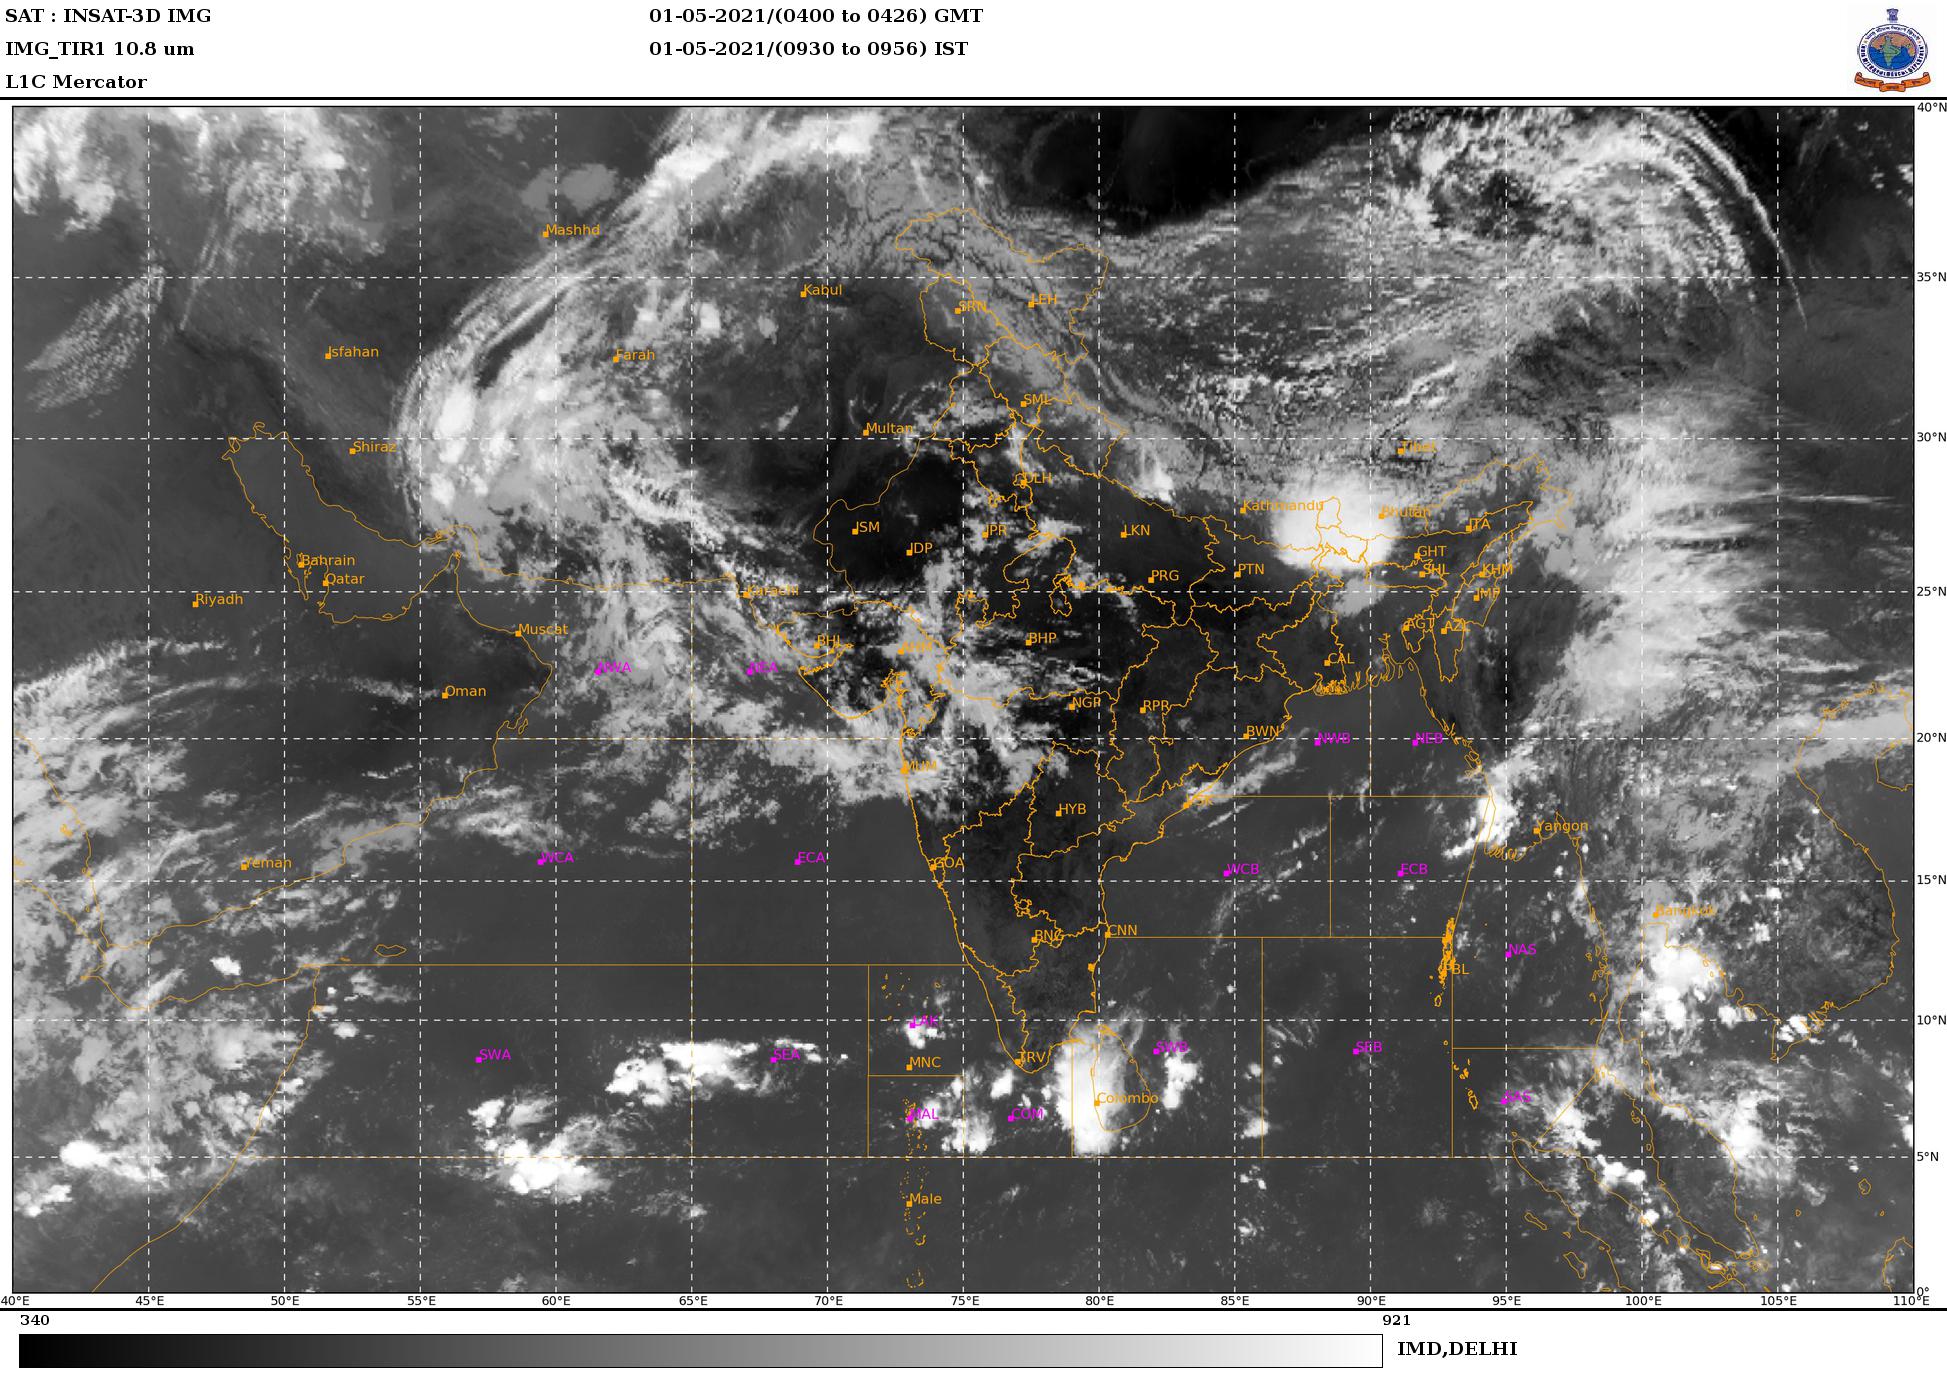 SAT : INSAT-3D IMG
01-05-2021/(0400 to 0426) GMT
IMG_TIR1 10.8 um
01-05-2021/(0930 to 0956) IST
L1C Mercator
40°N
Mashhd
35°N
Kabul
LEH
SRN
Isfahan
Farah
SML
Multan
30°N
Shiraz
Tibet
DLH
Kathmandu
Bhutan
JSM
JPR
LKN
ITA
JDP
GHT
Bahrain
PTN
SHL
KHM
Qatar
PRG
25°N
Karachi
Riyadh
IMP
Muscat
AGT
AZL
BHJ
BHP
AHM
CAL
NWA
NEA
Oman
NGP
RPR
BWN
NWB
NEB
20°N
MUM
HYB
VSK
Yangon
WCA
ECA
Yeman
GOA
WCB
ECB
15°N
Bangkok
BNG
CNN
NAS
PBL
LAK
10°N
SWA
SEA
MNC
TRV
SWB
SEB
Colombo
SAS
MAL
COM
5°N
Male
0°
40°E
45°E
50°E
55°E
60°E
65°E
70°E
75°E
80°E
85°E
90°E
95°E
100°E
105°E
110°E
340
921
IMD,DELHI